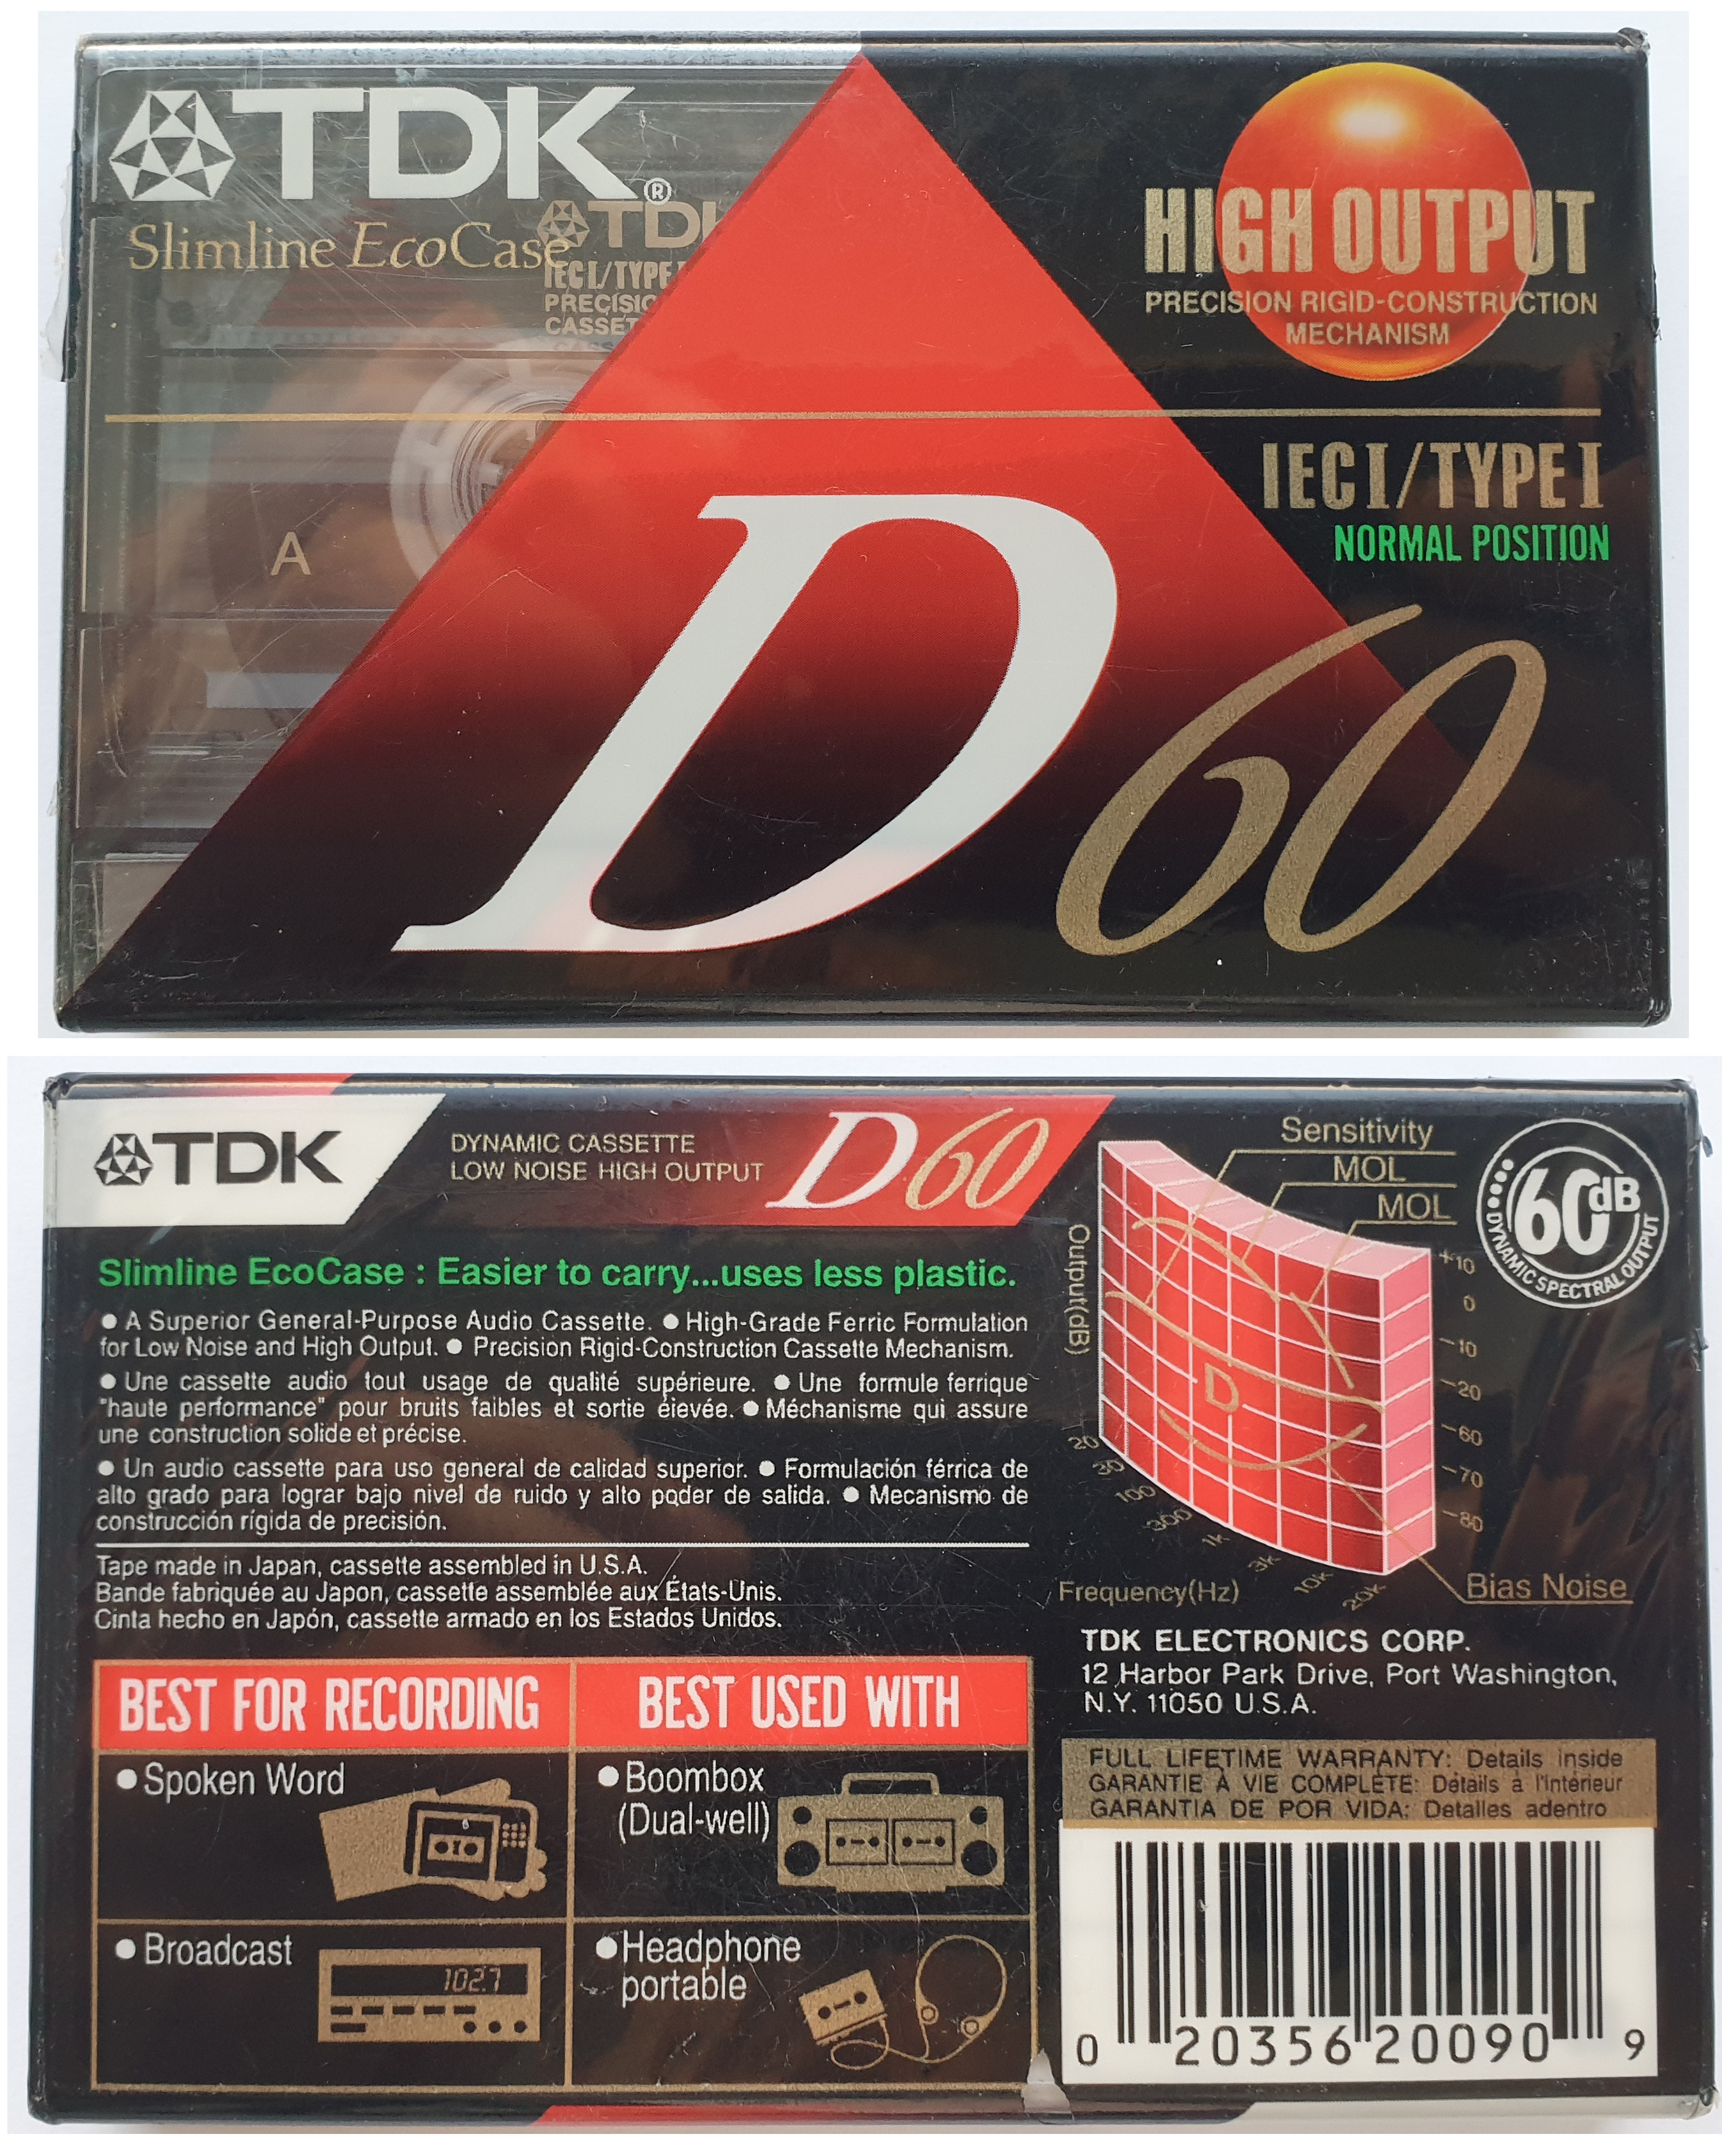 TDK®
Slimline EcoCase
TDK
IEC I/TYPE I
PRECISIO
CASSET
A
HIGH OUTPUT
PRECISION RIGID-CONSTRUCTION
MECHANISM
IEC I/TYPE I
NORMAL POSITION
D 60
TDK
DYNAMIC CASSETTE
LOW NOISE HIGH OUTPUT
D60
Slimline EcoCase : Easier to carry...uses less plastic.
● A Superior General-Purpose Audio Cassette. ● High-Grade Ferric Formulation
for Low Noise and High Output. ● Precision Rigid-Construction Cassette Mechanism.
● Une cassette audio tout usage de qualité supérieure. ● Une formule ferrique
"haute performance" pour bruits faibles et sortie élevée. ● Méchanisme qui assure
une construction solide et précise.
● Un audio cassette para uso general de calidad superior. ● Formulación férrica de
alto grado para lograr bajo nivel de ruido y alto poder de salida. ● Mecanismo de
construcción rígida de precisión.
Tape made in Japan, cassette assembled in U.S.A.
Bande fabriquée au Japon, cassette assemblée aux États-Unis.
Cinta hecho en Japón, cassette armado en los Estados Unidos.
BEST FOR RECORDING
BEST USED WITH
● Spoken Word
● Boombox
(Dual-well)
● Broadcast
102.7
● Headphone
portable
Sensitivity
MOL
MOL
60dB
DYNAMIC SPECTRAL OUTPUT
Output(dB)
+10
0
-10
-20
-60
-70
-80
D
20
50
100
300
1k
3k
10k
20k
Frequency(Hz)
Bias Noise
TDK ELECTRONICS CORP.
12 Harbor Park Drive, Port Washington,
N.Y. 11050 U.S.A.
FULL LIFETIME WARRANTY: Details inside
GARANTIE À VIE COMPLÈTE: Détails à l'intérieur
GARANTIA DE POR VIDA: Detalles adentro
0 20356 20090 9